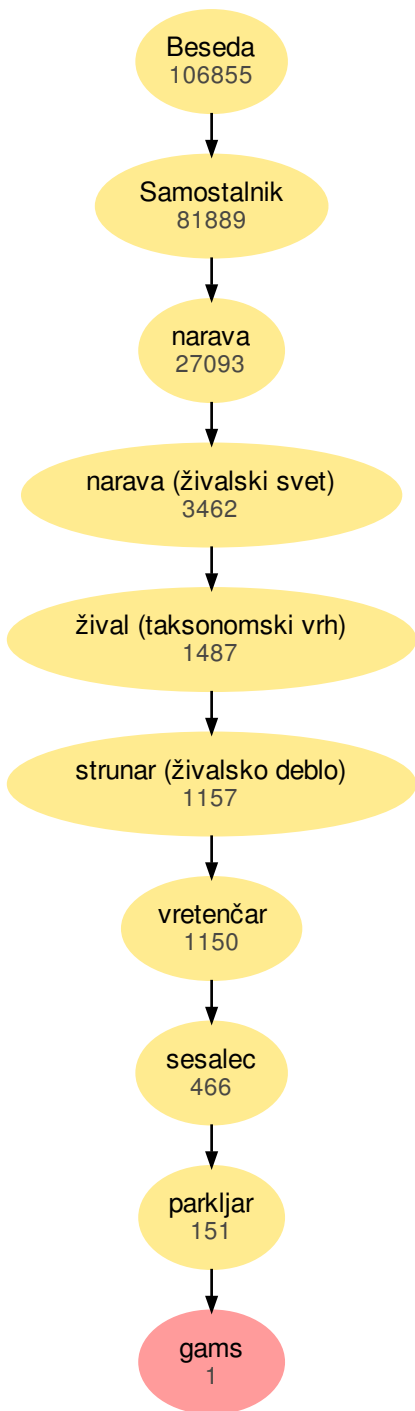 Beseda
106855
Samostalnik
81889
narava
27093
narava (živalski svet)
3462
žival (taksonomski vrh)
1487
strunar (živalsko deblo)
1157
vretenčar
1150
sesalec
466
parkljar
151
gams
1